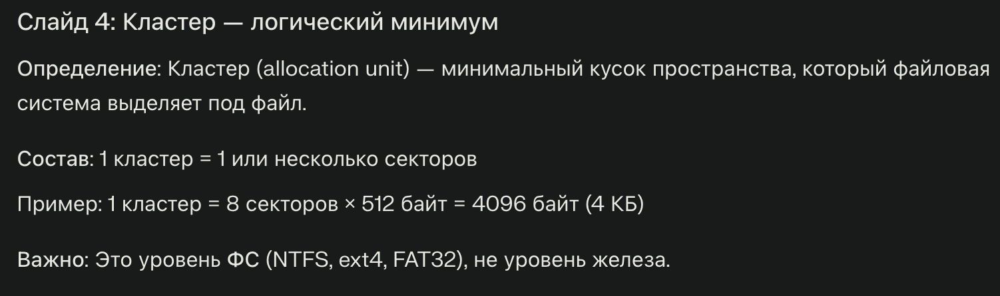 Слайд 4: Кластер — логический минимум
Определение: Кластер (allocation unit) — минимальный кусок пространства, который файловая
система выделяет под файл.
Состав: 1 кластер = 1 или несколько секторов
Пример: 1 кластер = 8 секторов × 512 байт = 4096 байт (4 КБ)
Важно: Это уровень ФС (NTFS, ext4, FAT32), не уровень железа.